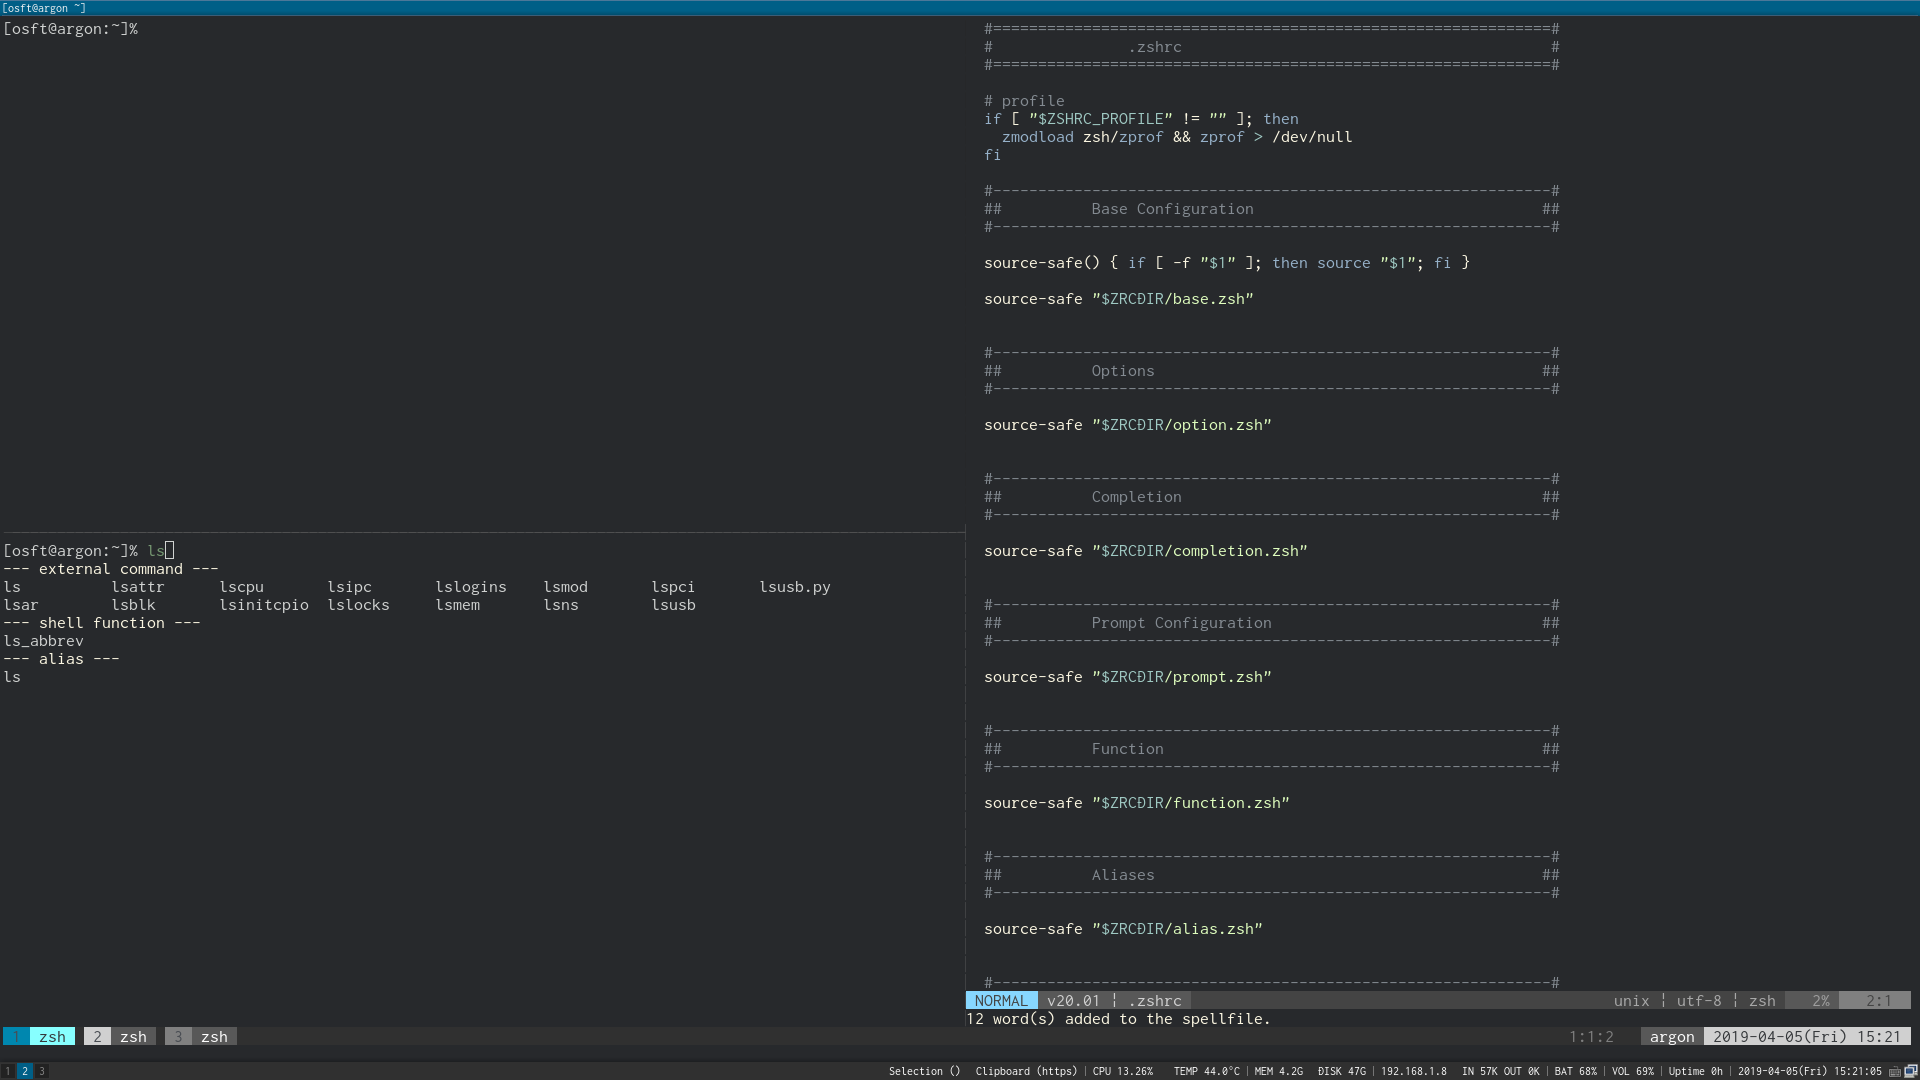 [osft@argon ~]
[osft@argon:~]%
[osft@argon:~]% ls
--- external command ---
ls lsattr lscpu lsipc lslogins lsmod lspci lsusb.py
lsar lsblk lsinitcpio lslocks lsmem lsns lsusb
--- shell function ---
ls_abbrev
--- alias ---
ls
#==============================================================#
# .zshrc #
#==============================================================#
# profile
if [ "$ZSHRC_PROFILE" != "" ]; then
zmodload zsh/zprof && zprof > /dev/null
fi
#--------------------------------------------------------------#
## Base Configuration ##
#--------------------------------------------------------------#
source-safe() { if [ -f "$1" ]; then source "$1"; fi }
source-safe "$ZRCDIR/base.zsh"
#--------------------------------------------------------------#
## Options ##
#--------------------------------------------------------------#
source-safe "$ZRCDIR/option.zsh"
#--------------------------------------------------------------#
## Completion ##
#--------------------------------------------------------------#
source-safe "$ZRCDIR/completion.zsh"
#--------------------------------------------------------------#
## Prompt Configuration ##
#--------------------------------------------------------------#
source-safe "$ZRCDIR/prompt.zsh"
#--------------------------------------------------------------#
## Function ##
#--------------------------------------------------------------#
source-safe "$ZRCDIR/function.zsh"
#--------------------------------------------------------------#
## Aliases ##
#--------------------------------------------------------------#
source-safe "$ZRCDIR/alias.zsh"
#--------------------------------------------------------------#
NORMAL v20.01 ¦ .zshrc unix ¦ utf-8 ¦ zsh 2% 2:1
12 word(s) added to the spellfile.
1 zsh 2 zsh 3 zsh 1:1:2 argon 2019-04-05(Fri) 15:21
1 2 3 Selection () Clipboard (https) | CPU 13.26% TEMP 44.0°C | MEM 4.2G DISK 47G | 192.168.1.8 IN 57K OUT 0K | BAT 68% | VOL 69% | Uptime 0h | 2019-04-05(Fri) 15:21:05